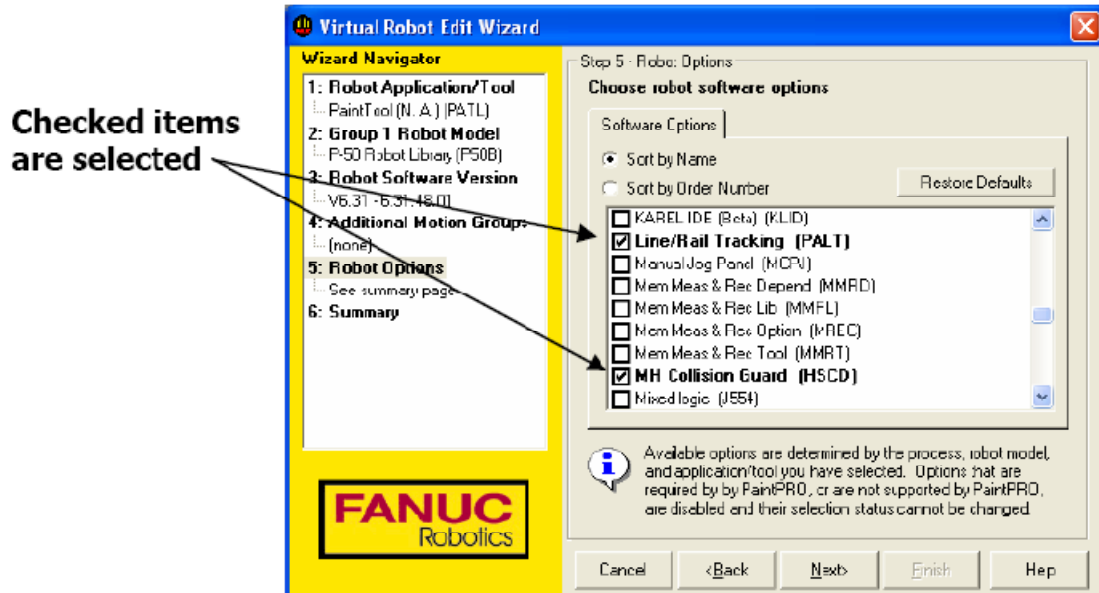 Virtual Robot Edit Wizard
Wizard Navigator
1: Robot Application/Tool
PaintTool (N. A.) (PATL)
2: Group 1 Robot Model
P-50 Robot Library (P50B)
3: Robot Software Version
V6.31 - 6.31.48.01
4: Additional Motion Groups
(none)
5: Robot Options
See summary page
6: Summary
Checked items
are selected
FANUC
Robotics
Step 5 - Robot Options
Choose robot software options
Software Options
Sort by Name
Sort by Order Number
Restore Defaults
KAREL IDE (Beta) (KLID)
Line/Rail Tracking (PALT)
Manual Jog Panel (MCPJ)
Mem Meas & Rec Depend (MMRD)
Mem Meas & Rec Lib (MMFL)
Mem Meas & Rec Option (MREC)
Mem Meas & Rec Tool (MMRT)
MH Collision Guard (HSCD)
Mixed logic (J554)
Available options are determined by the process, robot model,
and application/tool you have selected. Options that are
required by by PaintPRO, or are not supported by PaintPRO,
are disabled and their selection status cannot be changed.
Cancel
<Back
Next>
Finish
Help